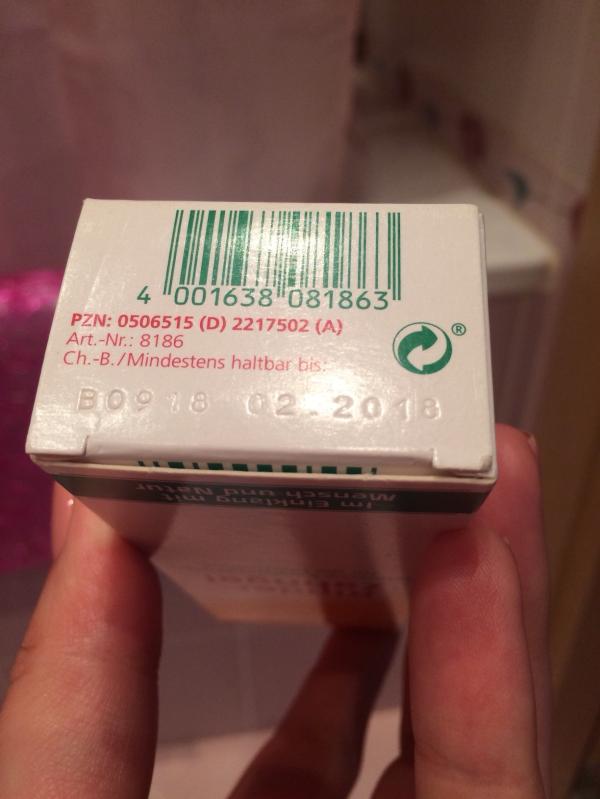 4 001638 081863
PZN: 0506515 (D) 2217502 (A)
Art.-Nr.: 8186
Ch.-B./Mindestens haltbar bis:
®
B0918 02.2018
Im Einklang mit
Mensch und Natur